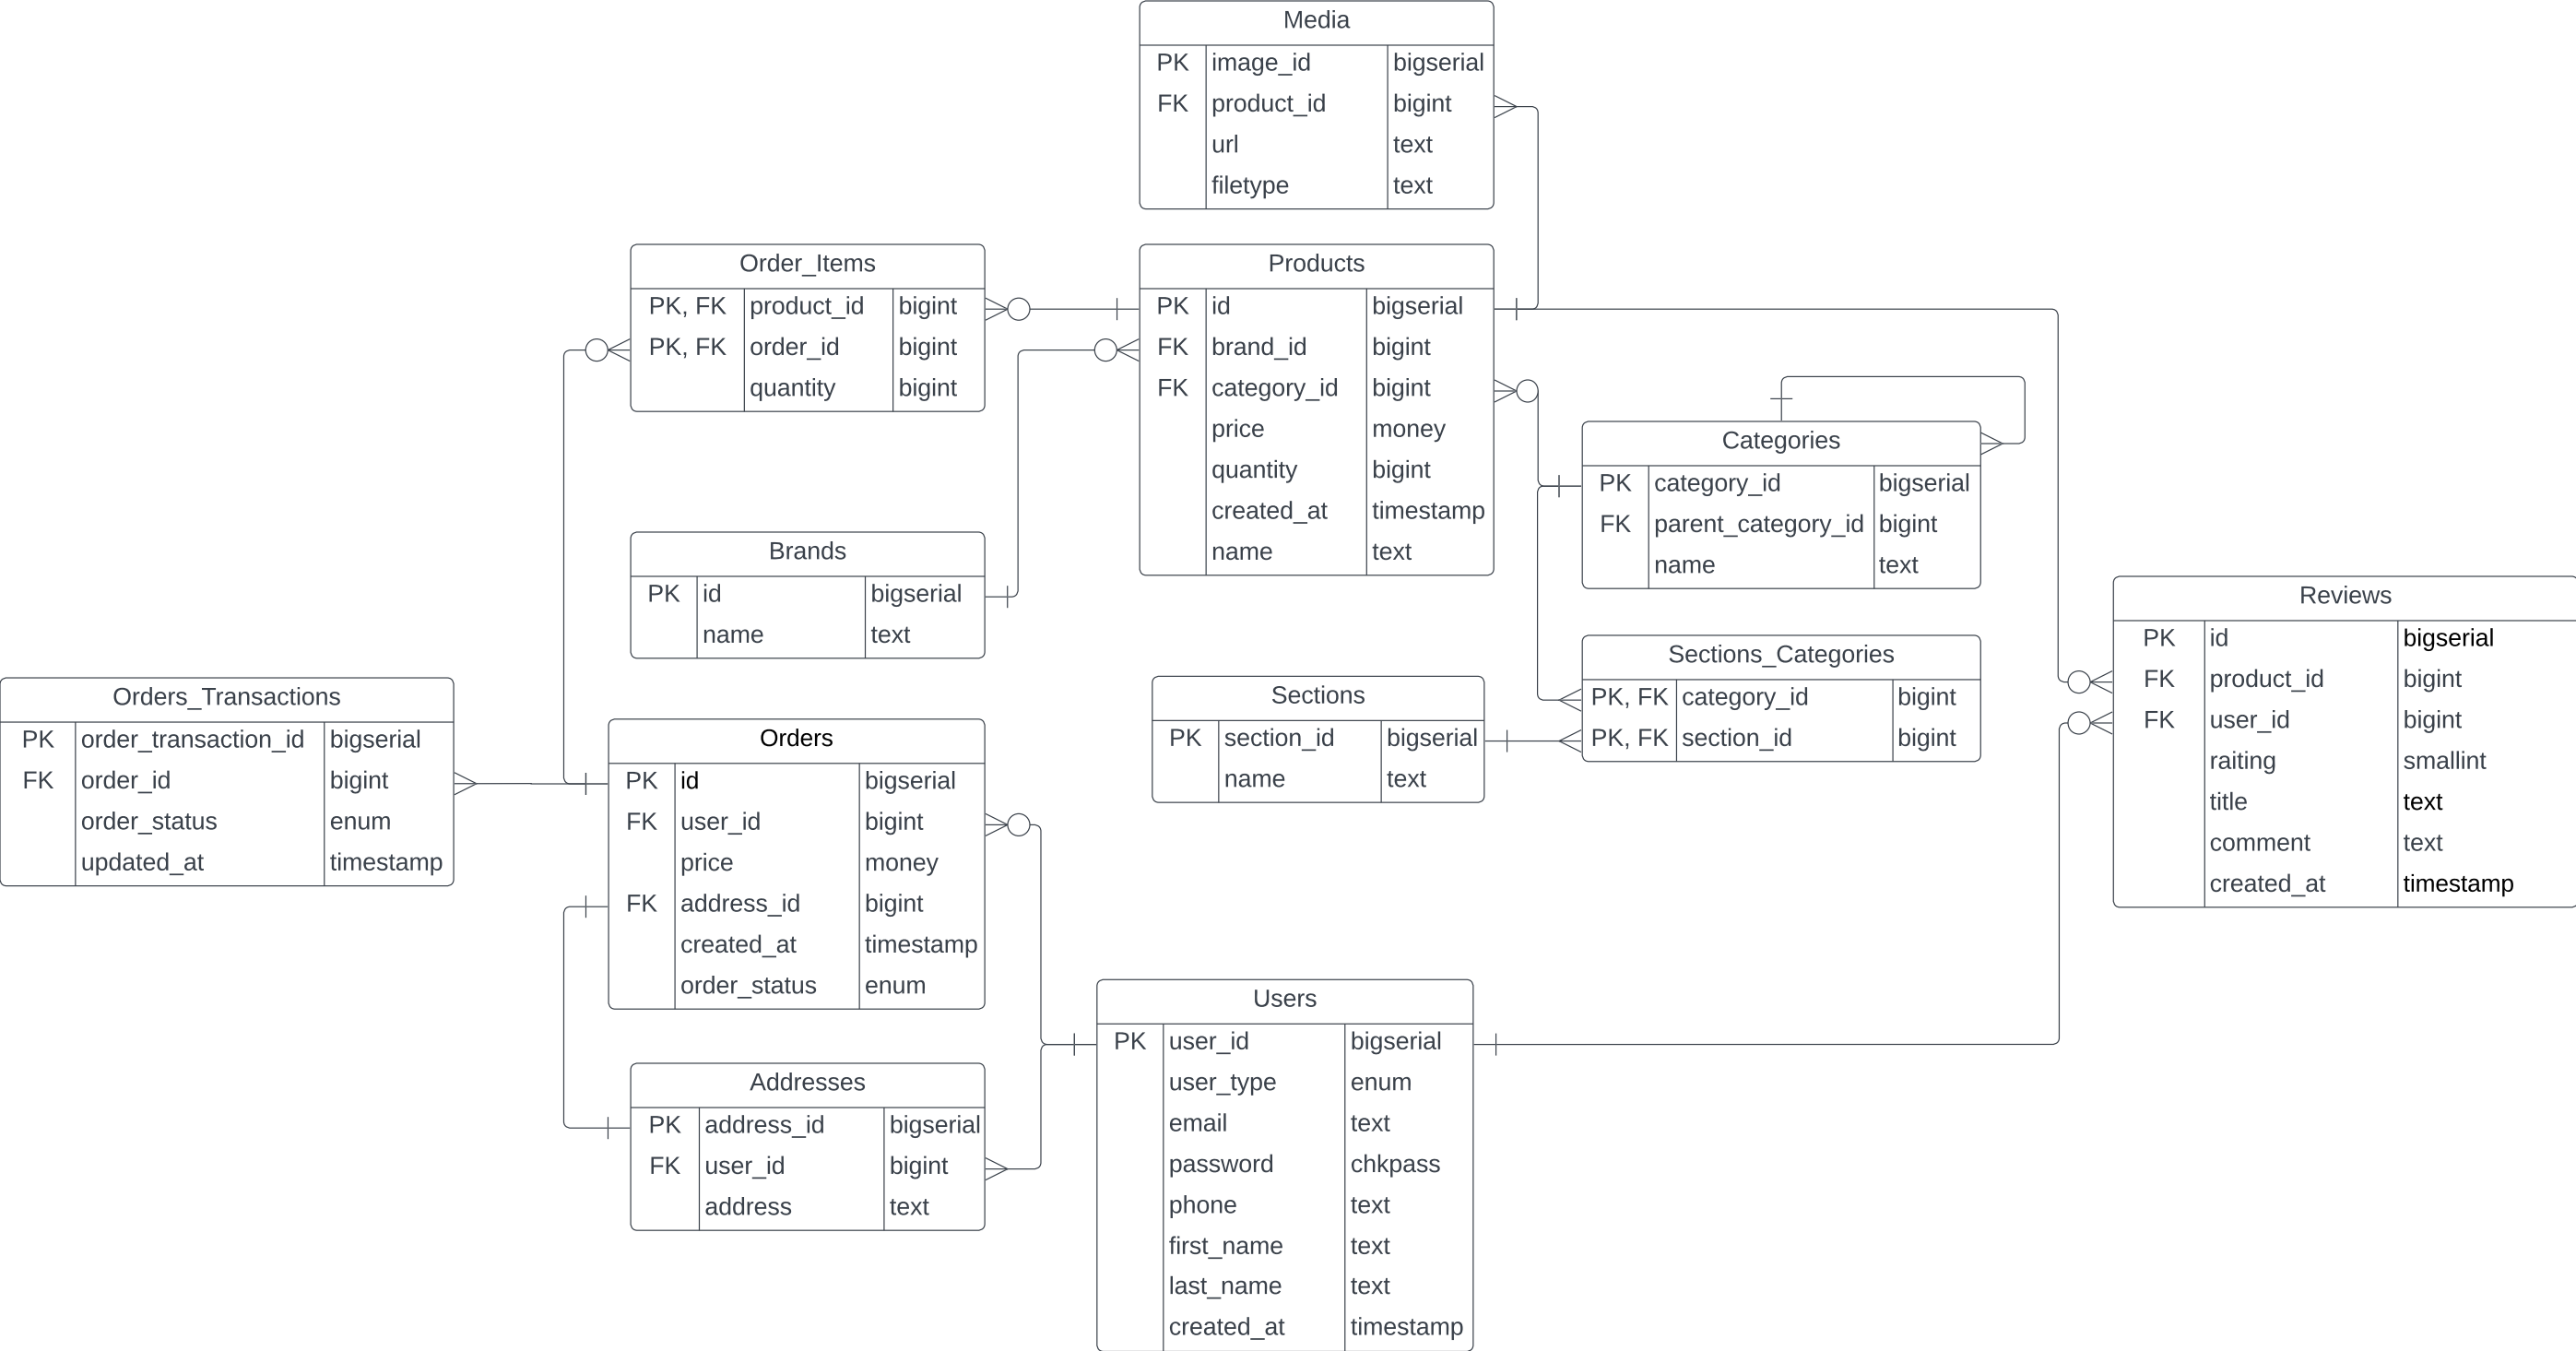 Media
PK image_id bigserial
FK product_id bigint
url text
filetype text
Order_Items
PK, FK product_id bigint
PK, FK order_id bigint
quantity bigint
Products
PK id bigserial
FK brand_id bigint
FK category_id bigint
price money
quantity bigint
created_at timestamp
name text
Categories
PK category_id bigserial
FK parent_category_id bigint
name text
Brands
PK id bigserial
name text
Reviews
PK id bigserial
FK product_id bigint
FK user_id bigint
raiting smallint
title text
comment text
created_at timestamp
Sections_Categories
PK, FK category_id bigint
PK, FK section_id bigint
Sections
PK section_id bigserial
name text
Orders_Transactions
PK order_transaction_id bigserial
FK order_id bigint
order_status enum
updated_at timestamp
Orders
PK id bigserial
FK user_id bigint
price money
FK address_id bigint
created_at timestamp
order_status enum
Users
PK user_id bigserial
user_type enum
email text
password chkpass
phone text
first_name text
last_name text
created_at timestamp
Addresses
PK address_id bigserial
FK user_id bigint
address text